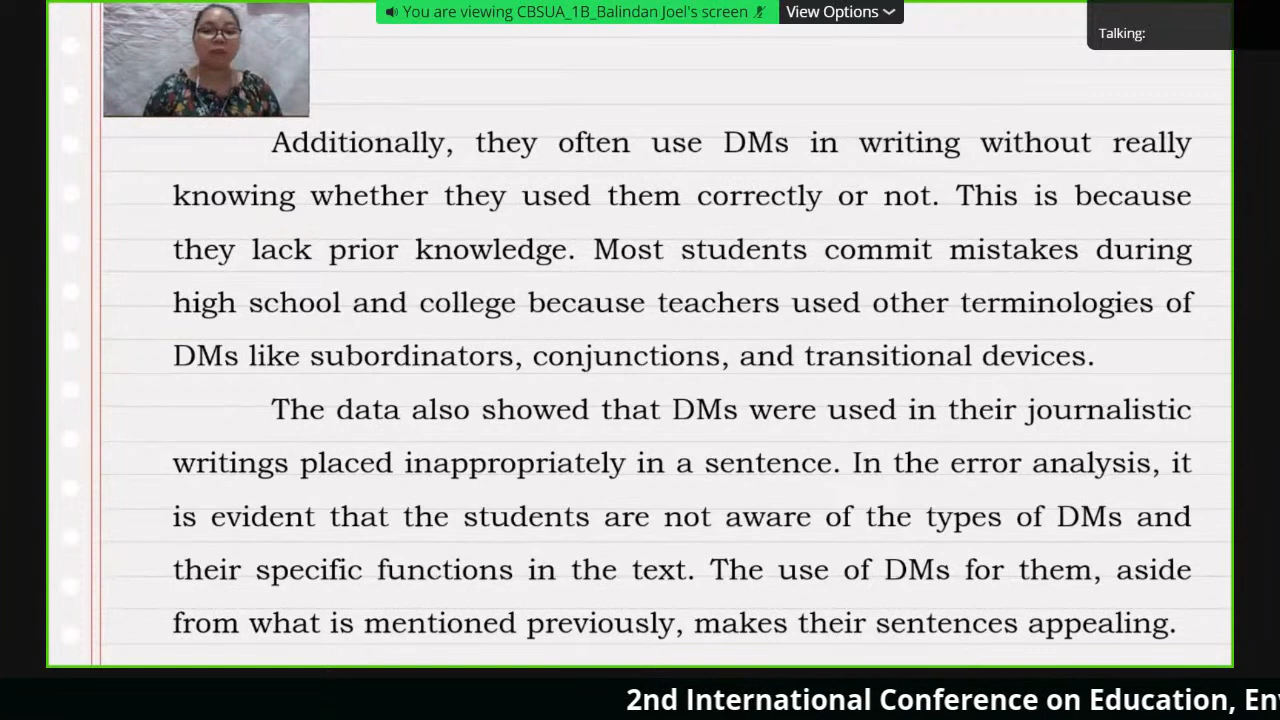 You are viewing CBSUA_1B_Balindan Joel's screen
View Options
Talking:
Additionally, they often use DMs in writing without really
knowing whether they used them correctly or not. This is because
they lack prior knowledge. Most students commit mistakes during
high school and college because teachers used other terminologies of
DMs like subordinators, conjunctions, and transitional devices.
The data also showed that DMs were used in their journalistic
writings placed inappropriately in a sentence. In the error analysis, it
is evident that the students are not aware of the types of DMs and
their specific functions in the text. The use of DMs for them, aside
from what is mentioned previously, makes their sentences appealing.
2nd International Conference on Education,